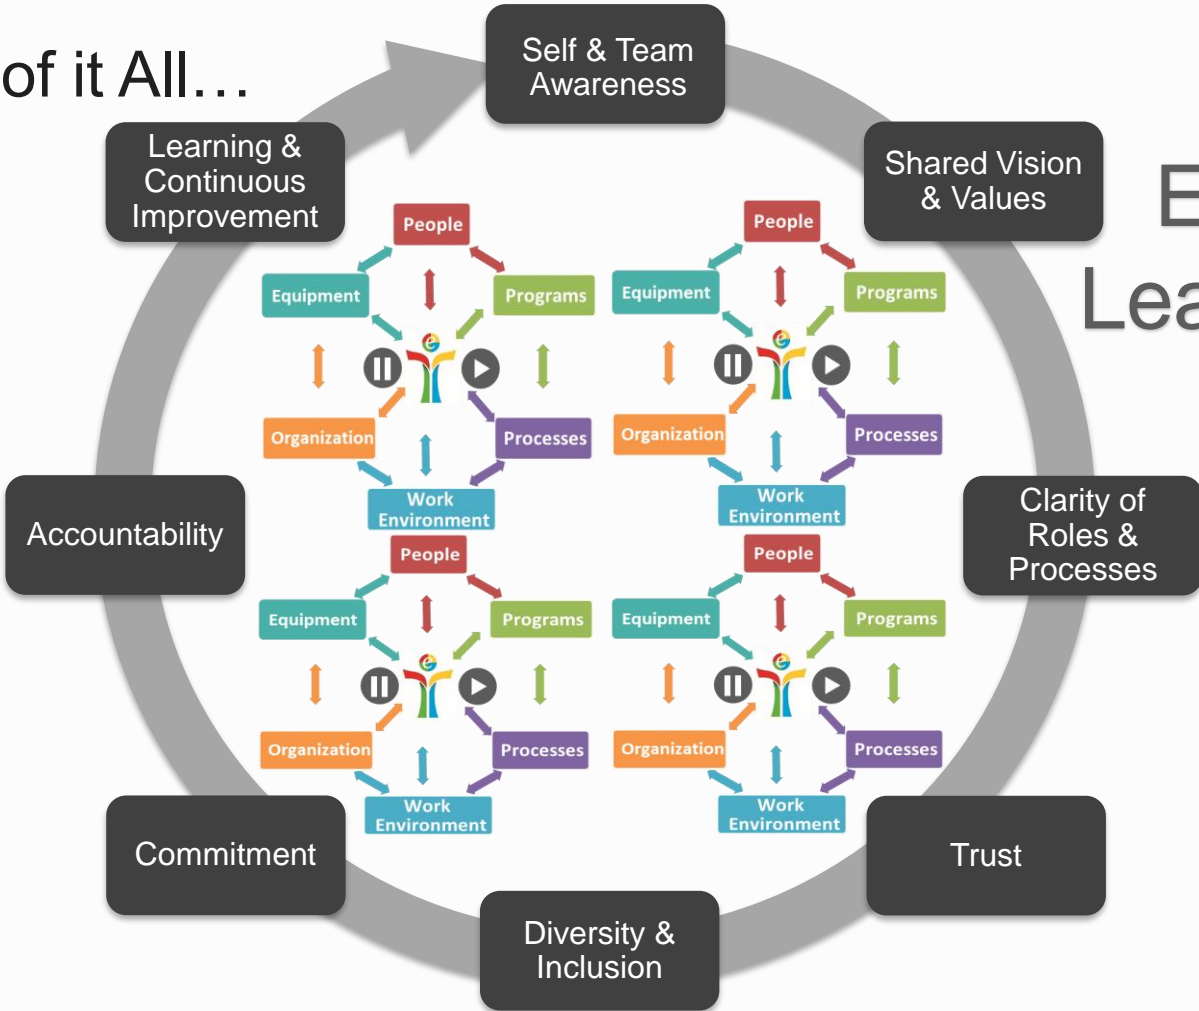 of it All…
Self & Team
Awareness
Learning &
Continuous
Improvement
Shared Vision
& Values
E
Lea
People
Equipment
Programs
Organization
Processes
Work
Environment
People
Equipment
Programs
Organization
Processes
Work
Environment
Accountability
Clarity of
Roles &
Processes
People
Equipment
Programs
Organization
Processes
Work
Environment
People
Equipment
Programs
Organization
Processes
Work
Environment
Commitment
Trust
Diversity &
Inclusion